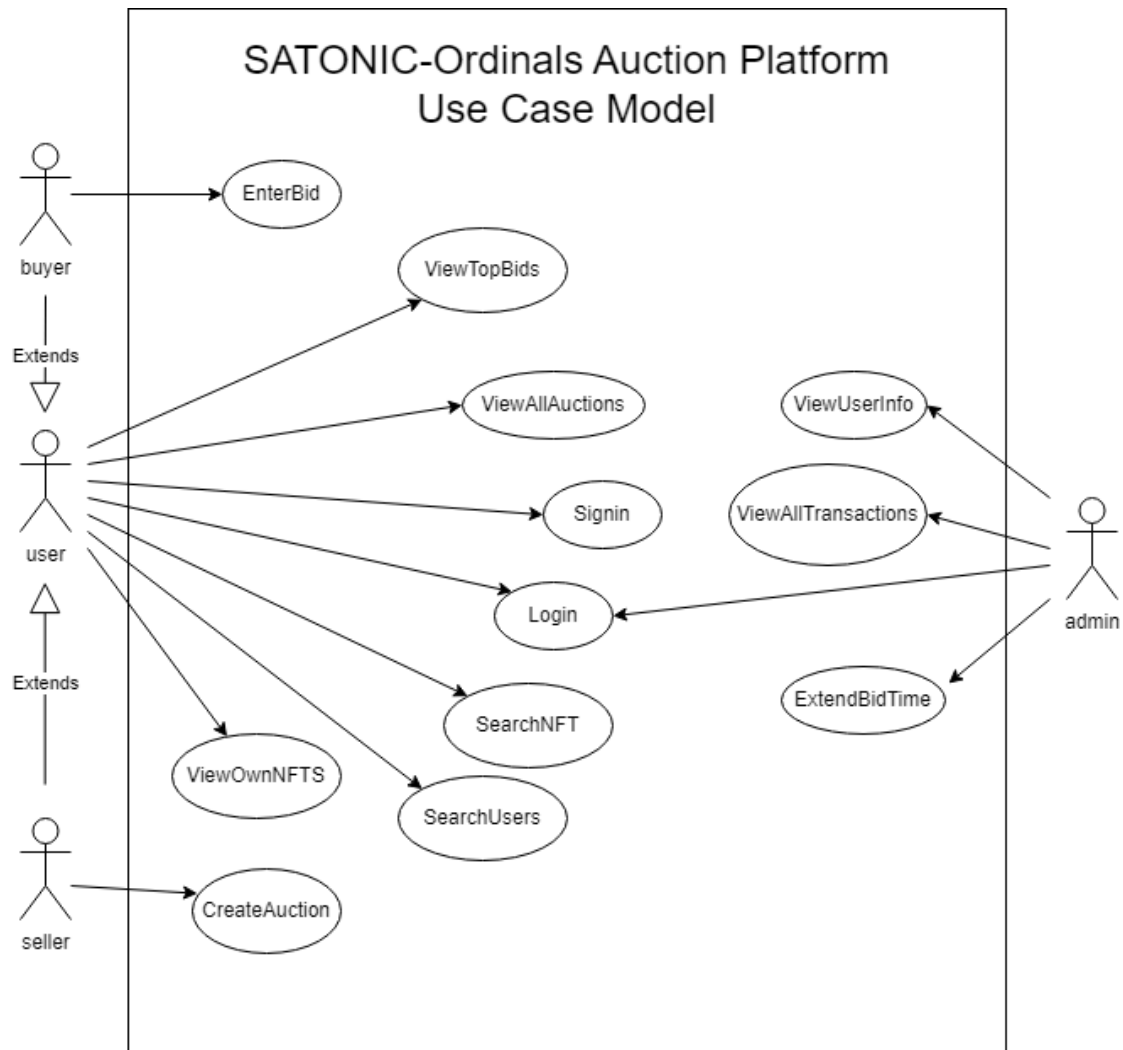 SATONIC-Ordinals Auction Platform
Use Case Model
EnterBid
buyer
ViewTopBids
Extends
ViewAllAuctions
ViewUserInfo
Signin
ViewAllTransactions
user
Login
admin
Extends
ExtendBidTime
SearchNFT
ViewOwnNFTS
SearchUsers
CreateAuction
seller